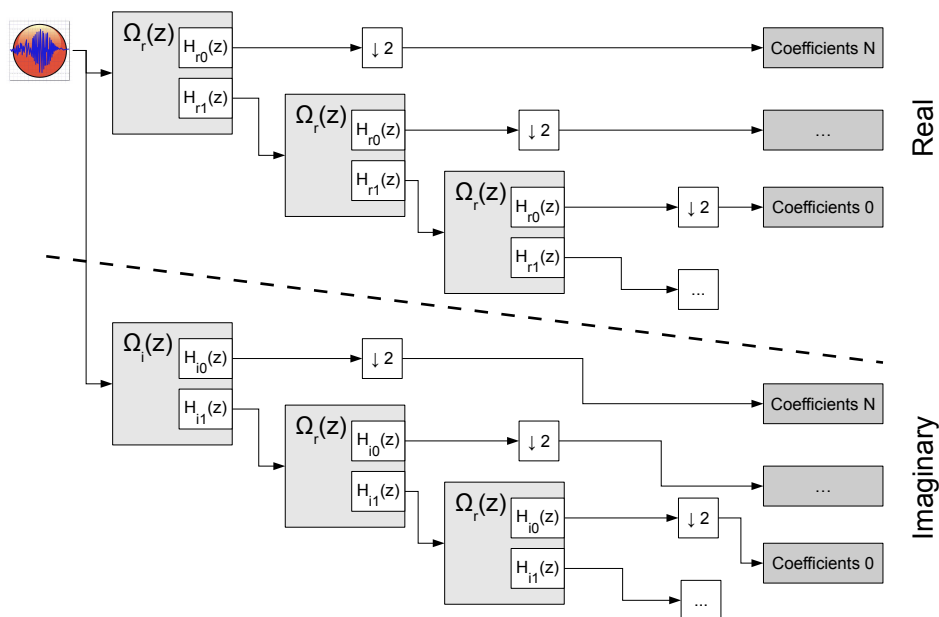 Ωr(z)
Hr0(z)
↓ 2
Coefficients N
Hr1(z)
Ωr(z)
Hr0(z)
↓ 2
...
Hr1(z)
Ωr(z)
Hr0(z)
↓ 2
Coefficients 0
Hr1(z)
...
Real
Ωi(z)
Hi0(z)
↓ 2
Coefficients N
Hi1(z)
Ωr(z)
Hi0(z)
↓ 2
...
Hi1(z)
Ωr(z)
Hi0(z)
↓ 2
Coefficients 0
Hi1(z)
...
Imaginary